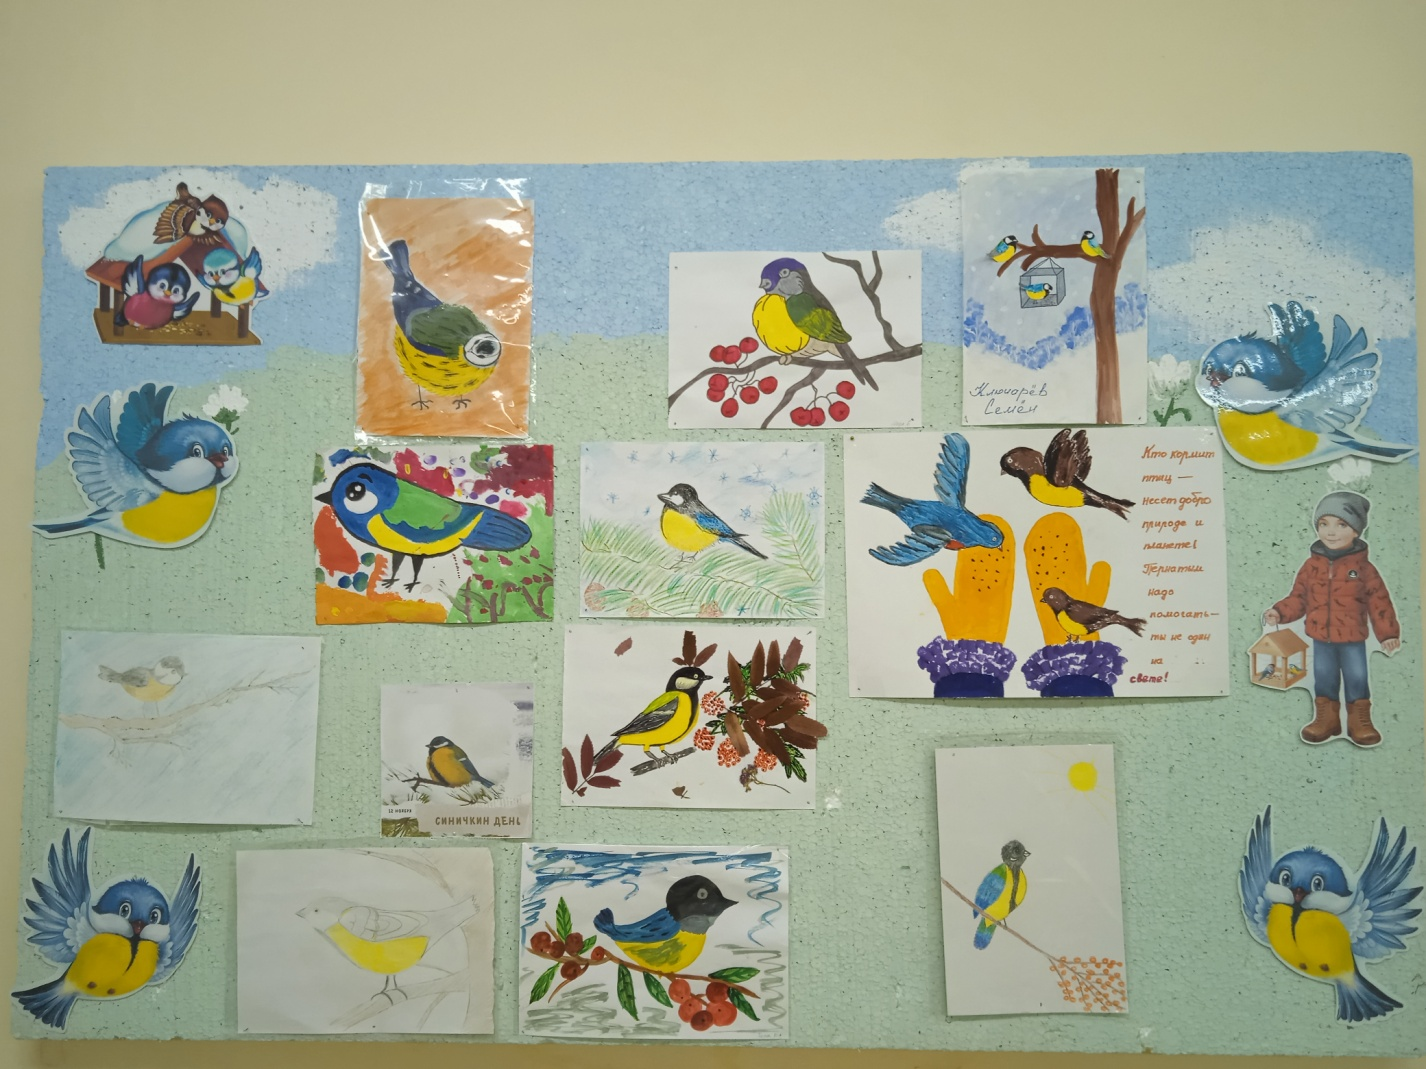 Ключарёв
Семён
Кто кормит
птиц —
несет добро
природе и
планете!
Пернатым
надо
помогать —
ты не один
на
свете!
12 НОЯБРЯ
СИНИЧКИН ДЕНЬ